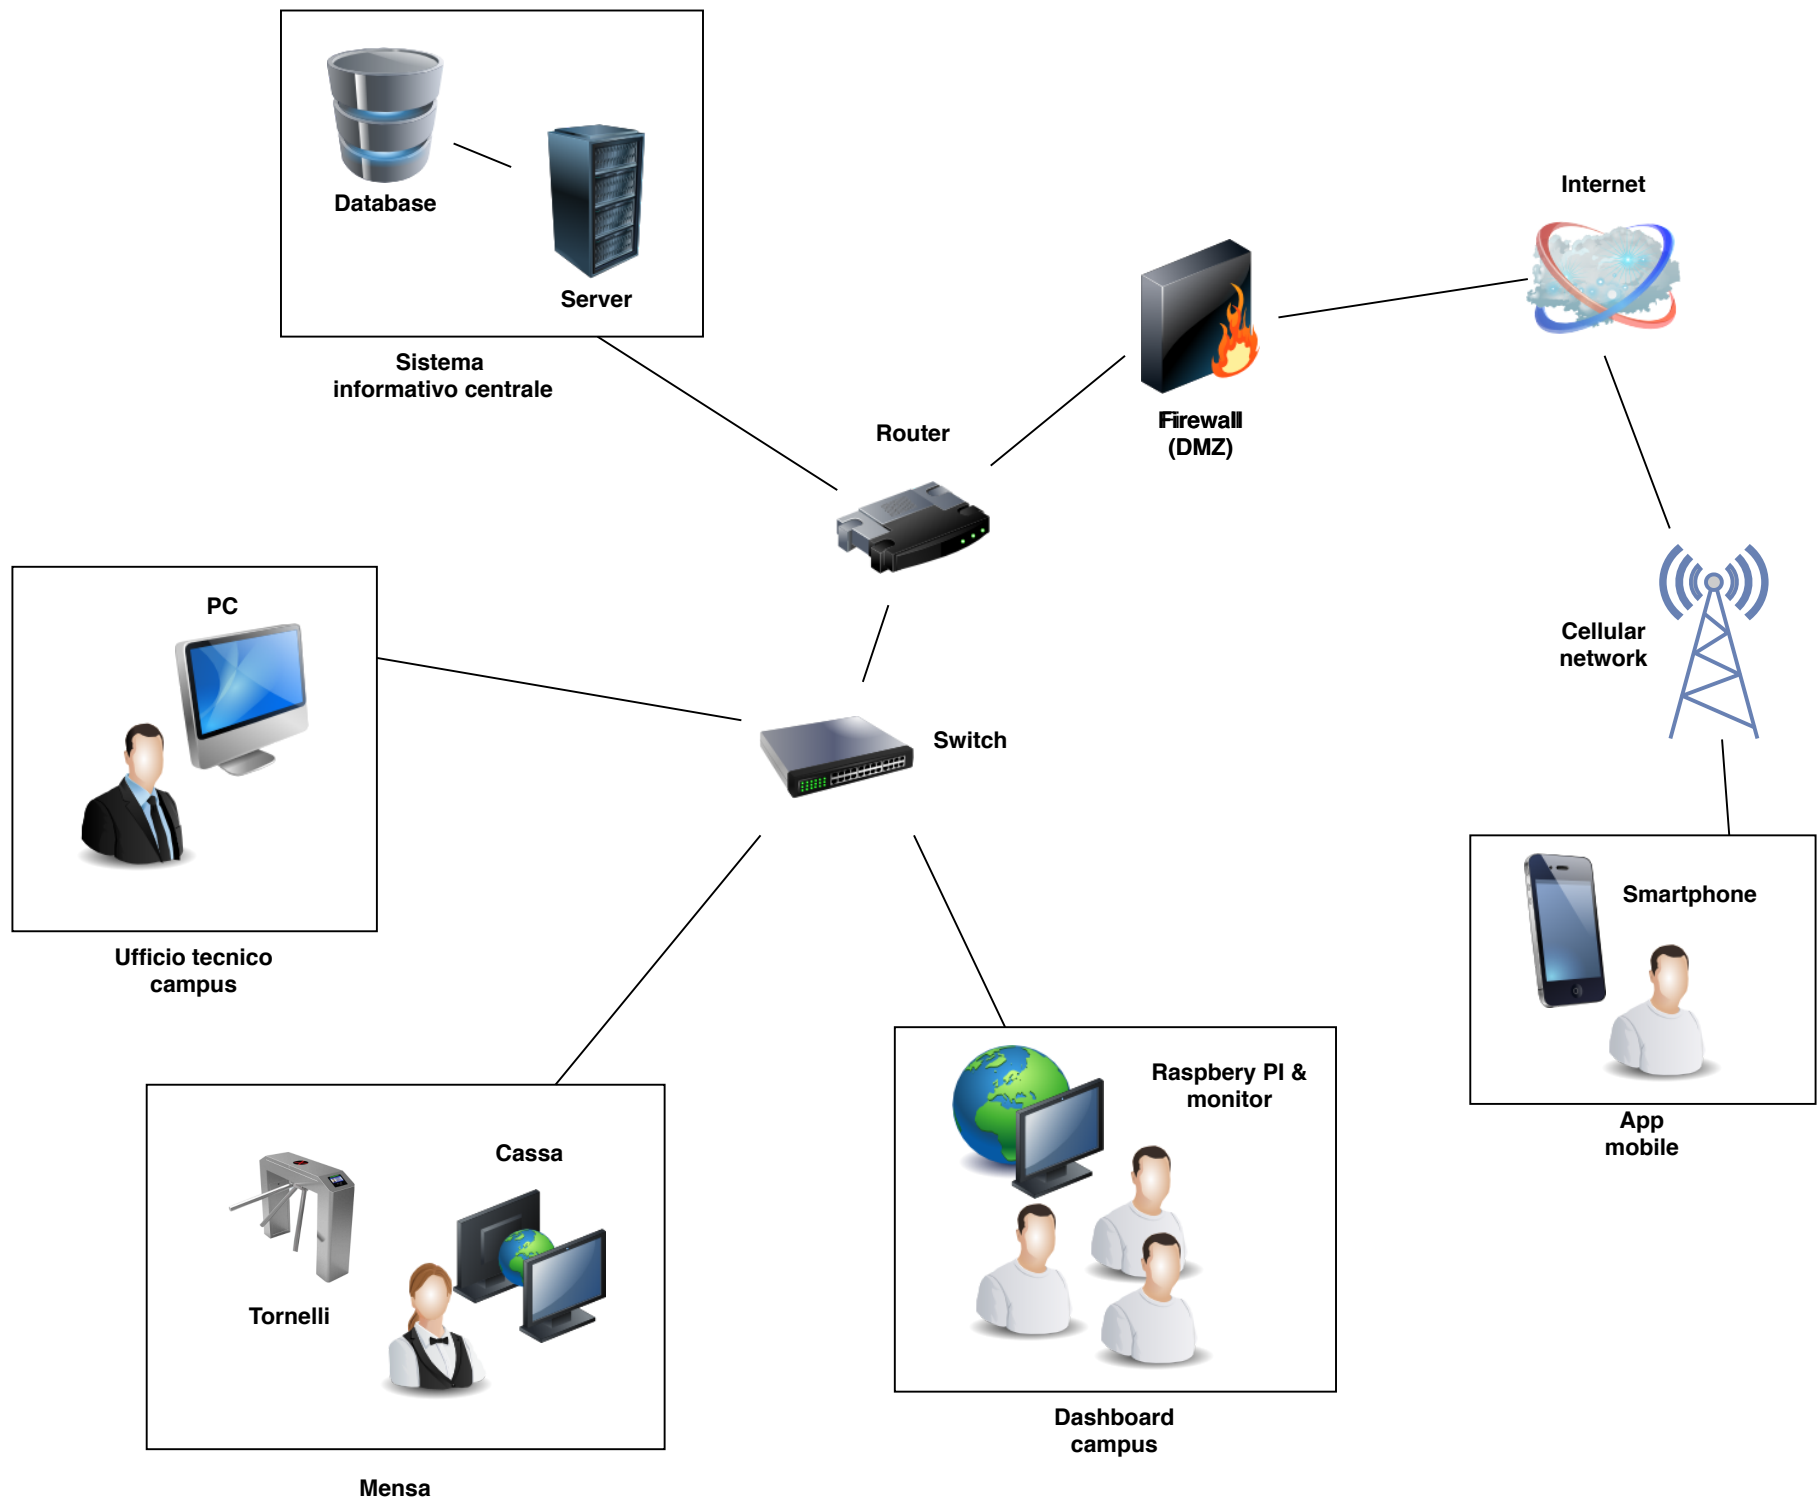 Database
Server
Sistema
informativo centrale
Internet
Firewall
(DMZ)
Router
PC
Cellular
network
Switch
Smartphone
Ufficio tecnico
campus
Raspbery PI &
monitor
App
mobile
Cassa
Tornelli
Dashboard
campus
Mensa